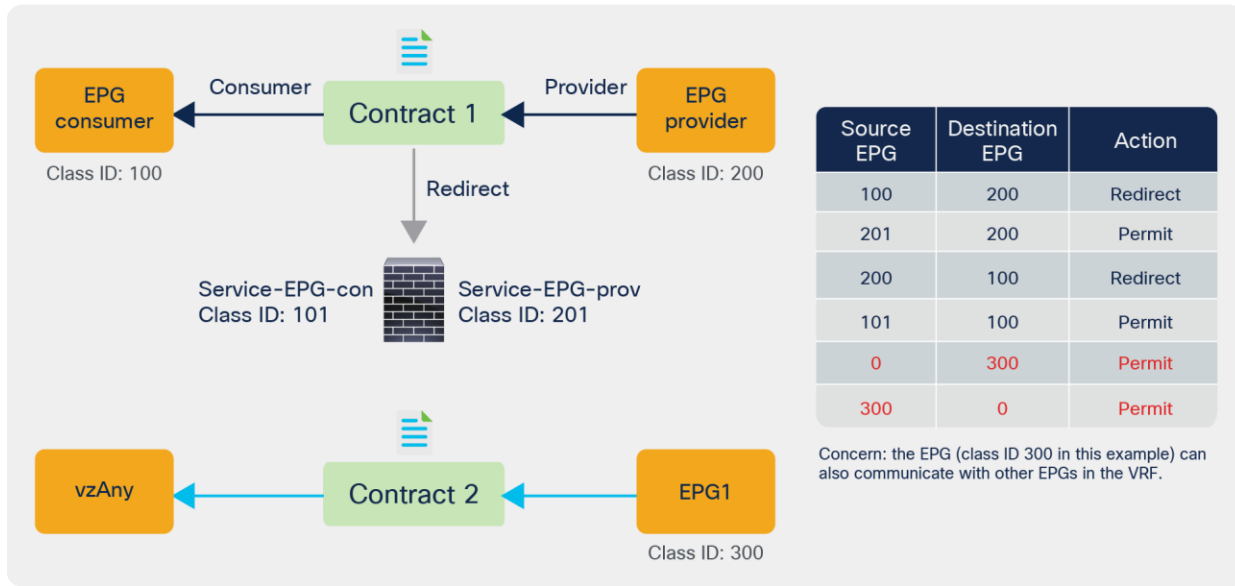 EPG
consumer
Class ID: 100
Consumer
Contract 1
Provider
EPG
provider
Class ID: 200
Redirect
Service-EPG-con
Class ID: 101
Service-EPG-prov
Class ID: 201
vzAny
Contract 2
EPG1
Class ID: 300
Source EPG Destination EPG Action
100 200 Redirect
201 200 Permit
200 100 Redirect
101 100 Permit
0 300 Permit
300 0 Permit
Concern: the EPG (class ID 300 in this example) can
also communicate with other EPGs in the VRF.